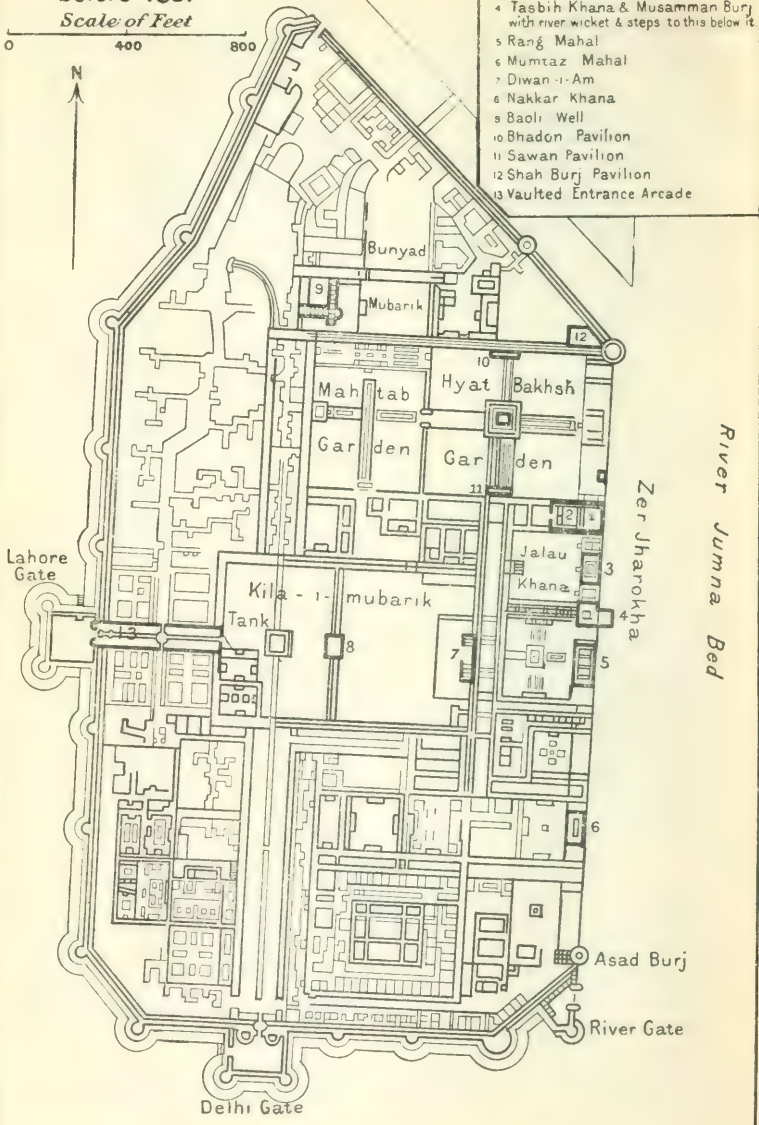 Scale of Feet
0 400 800
N
4 Tasbih Khana & Musamman Burj
with river wicket & steps to this below it
5 Rang Mahal
6 Mumtaz Mahal
7 Diwan-i-Am
8 Nakkar Khana
9 Baoli Well
10 Bhadon Pavilion
11 Sawan Pavilion
12 Shah Burj Pavilion
13 Vaulted Entrance Arcade
Bunyad
9
Mubarik
12
10
Hyat Bakhsh
Mahtab
Garden
Garden
11
2 1
Jalau
Khana
3
Zer Jharokha
River Jumna Bed
Lahore
Gate
Kila-i-mubarik
Tank
4
13
8
7
5
6
Asad Burj
River Gate
Delhi Gate